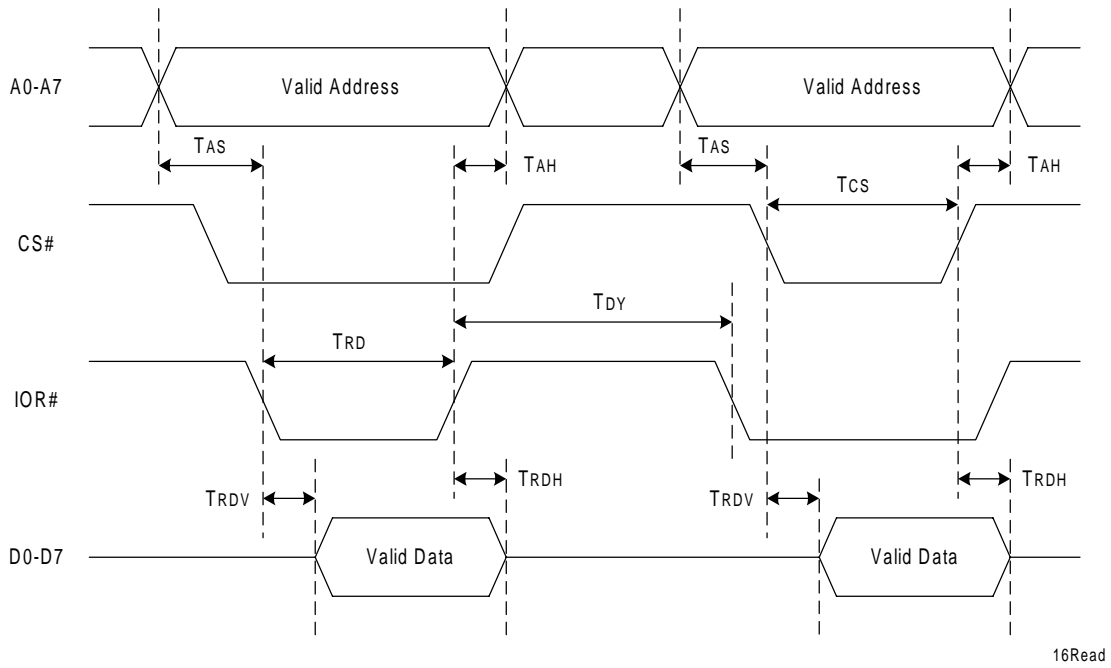 A0-A7 Valid Address Valid Address
TAS TAH TAS TAH
TCS
CS#
TDY
TRD
IOR#
TRDV TRDH TRDV TRDH
D0-D7 Valid Data Valid Data
16Read